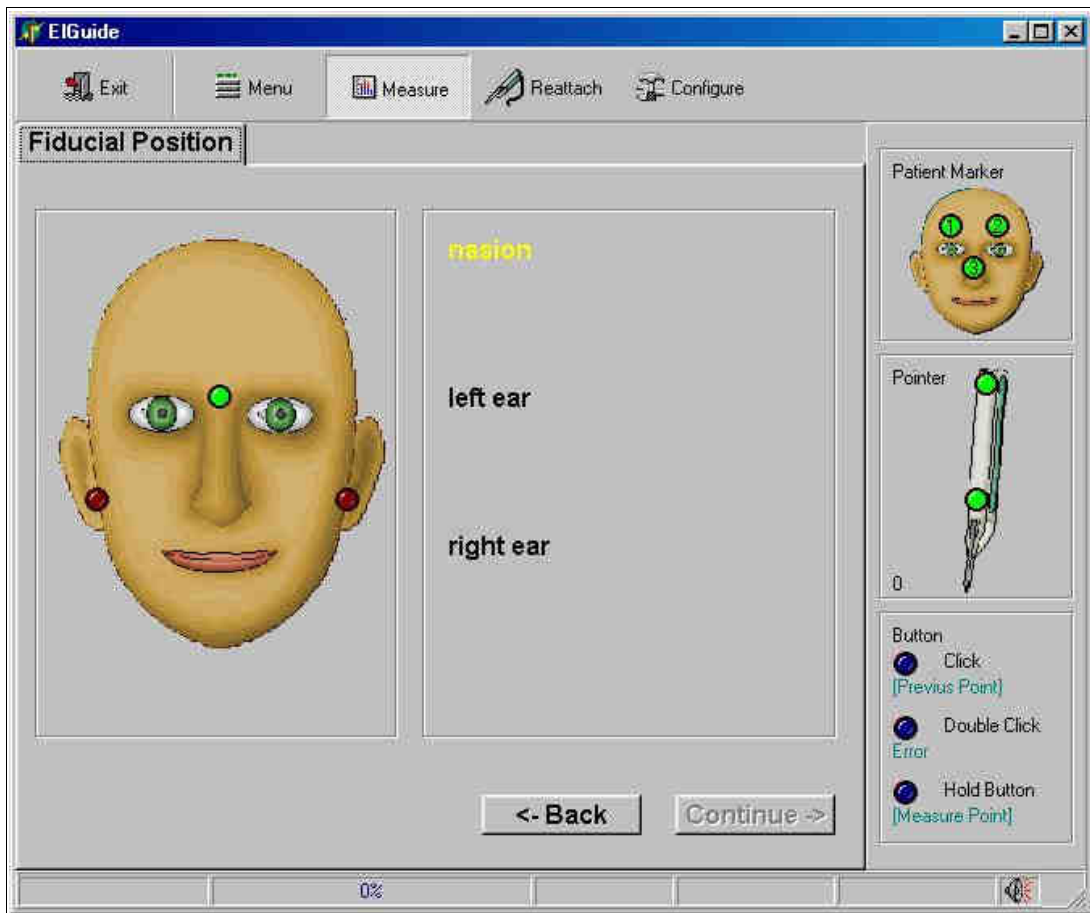 ElGuide
Exit Menu Measure Reattach Configure
Fiducial Position
nasion
left ear
right ear
<- Back Continue ->
Patient Marker
1 2
3
Pointer
0
Button
Click
[Previus Point]
Double Click
Error
Hold Button
[Measure Point]
0%